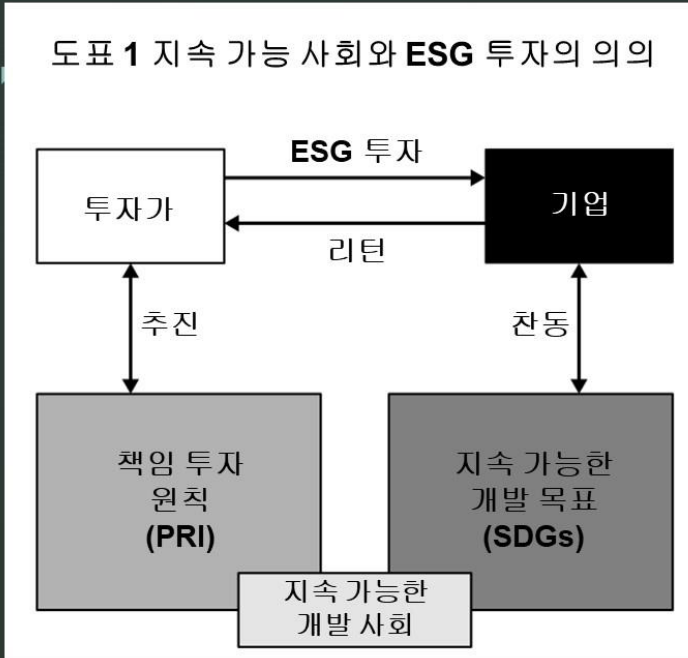 도표 1 지속 가능 사회와 ESG 투자의 의의
ESG 투자
투자가
기업
리턴
추진
찬동
책임 투자
원칙
(PRI)
지속 가능한
개발 목표
(SDGs)
지속 가능한
개발 사회